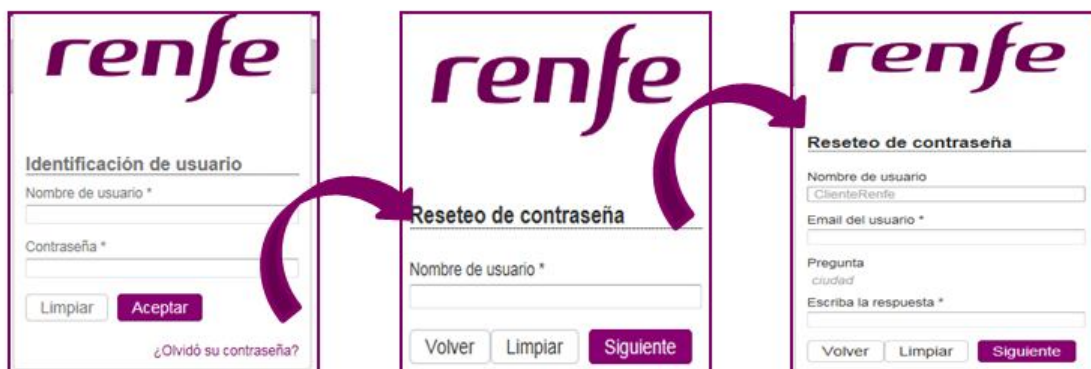 renfe
Identificación de usuario
Nombre de usuario *
Contraseña *
Limpiar Aceptar
¿Olvidó su contraseña?
renfe
Reseteo de contraseña
Nombre de usuario *
Volver Limpiar Siguiente
renfe
Reseteo de contraseña
Nombre de usuario
ClienteRenfe
Email del usuario *
Pregunta
ciudad
Escriba la respuesta *
Volver Limpiar Siguiente